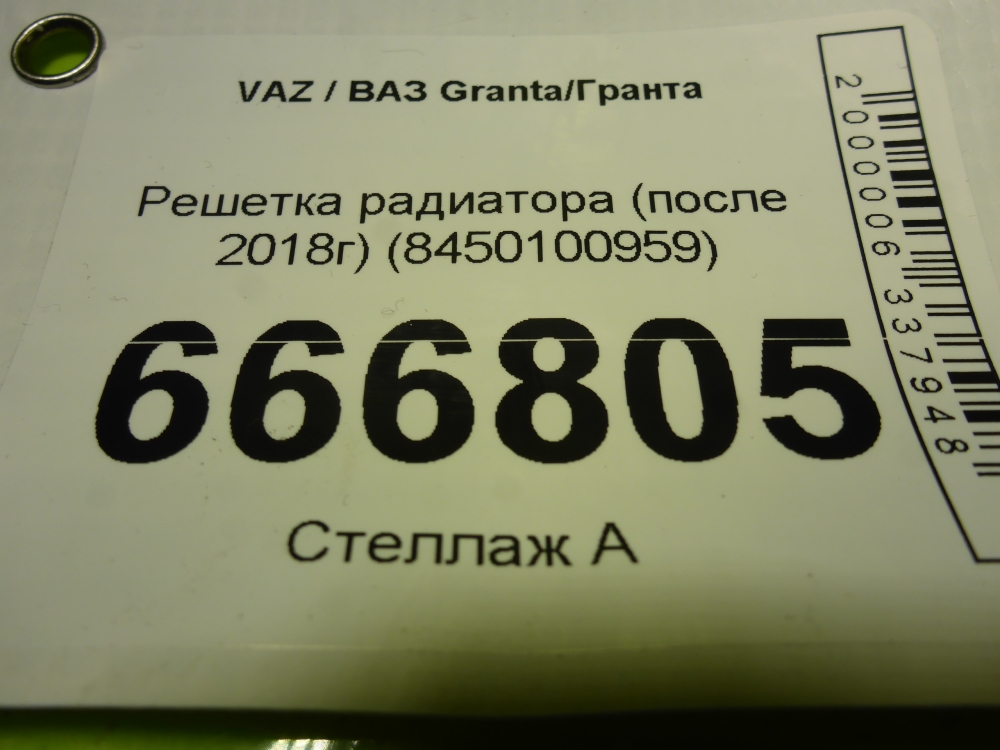 VAZ / ВАЗ Granta/Гранта
Решетка радиатора (после
2018г) (8450100959)
666805
Стеллаж А
2000006337948